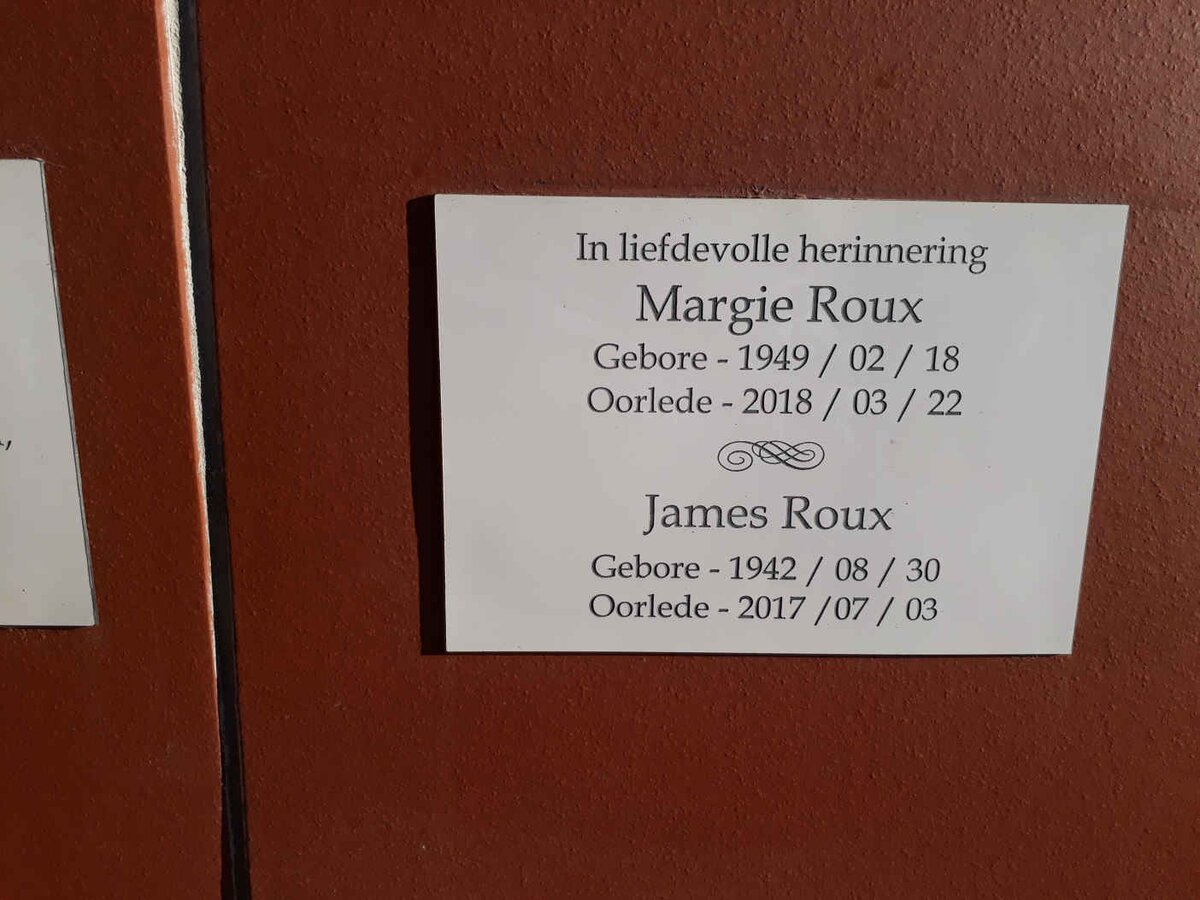 In liefdevolle herinnering
Margie Roux
Gebore - 1949 / 02 / 18
Oorlede - 2018 / 03 / 22
James Roux
Gebore - 1942 / 08 / 30
Oorlede - 2017 /07 / 03